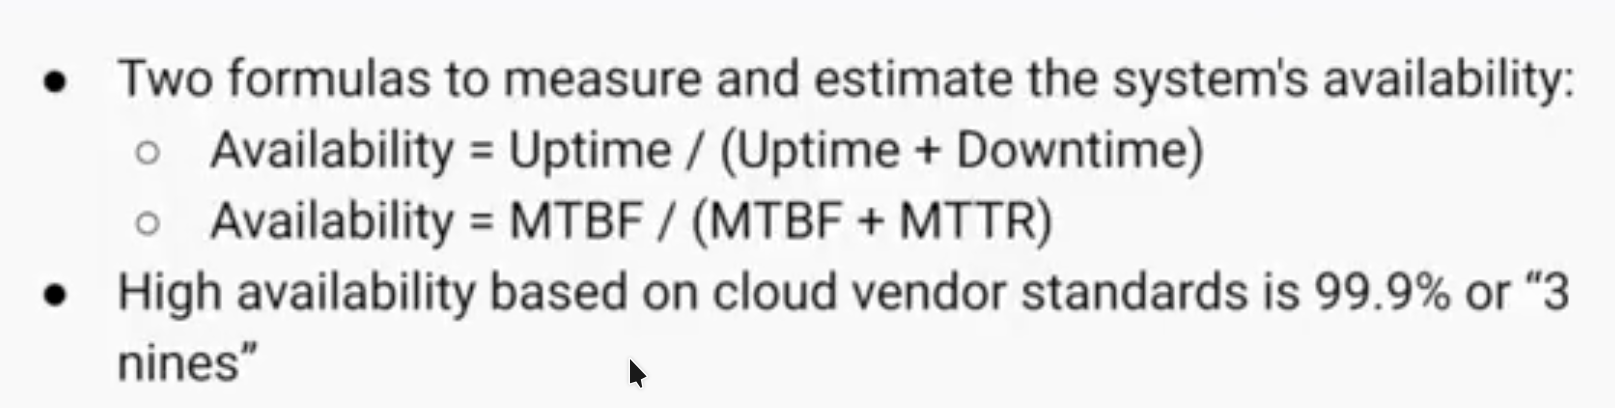 ● Two formulas to measure and estimate the system's availability:
○ Availability = Uptime / (Uptime + Downtime)
○ Availability = MTBF / (MTBF + MTTR)
● High availability based on cloud vendor standards is 99.9% or “3
nines”